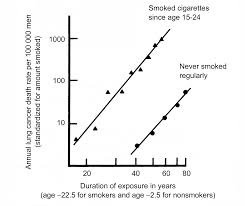 Smoked cigarettes
since age 15-24
Never smoked
regularly
Annual lung cancer death rate per 100 000 men
(standardized for amount smoked)
1000
100
10
20
40
60
80
Duration of exposure in years
(age −22.5 for smokers and age −2.5 for nonsmokers)